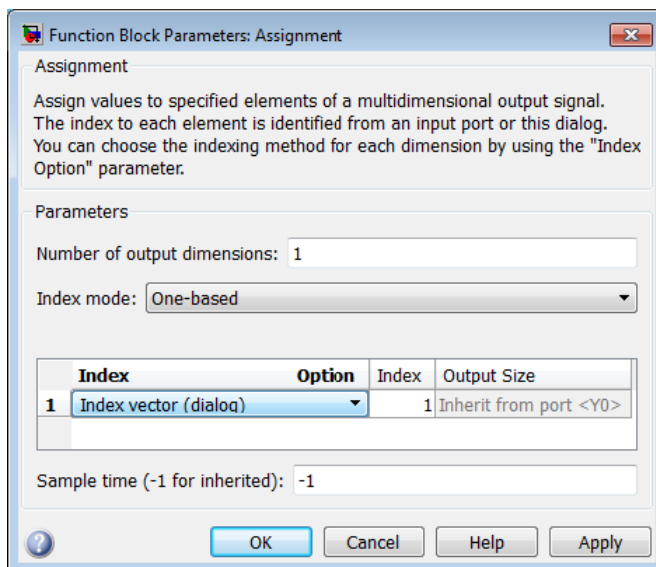 Function Block Parameters: Assignment
Assignment
Assign values to specified elements of a multidimensional output signal.
The index to each element is identified from an input port or this dialog.
You can choose the indexing method for each dimension by using the "Index
Option" parameter.
Parameters
Number of output dimensions: 1
Index mode: One-based
Index Option Index Output Size
1 Index vector (dialog) 1 Inherit from port <Y0>
Sample time (-1 for inherited): -1
OK Cancel Help Apply